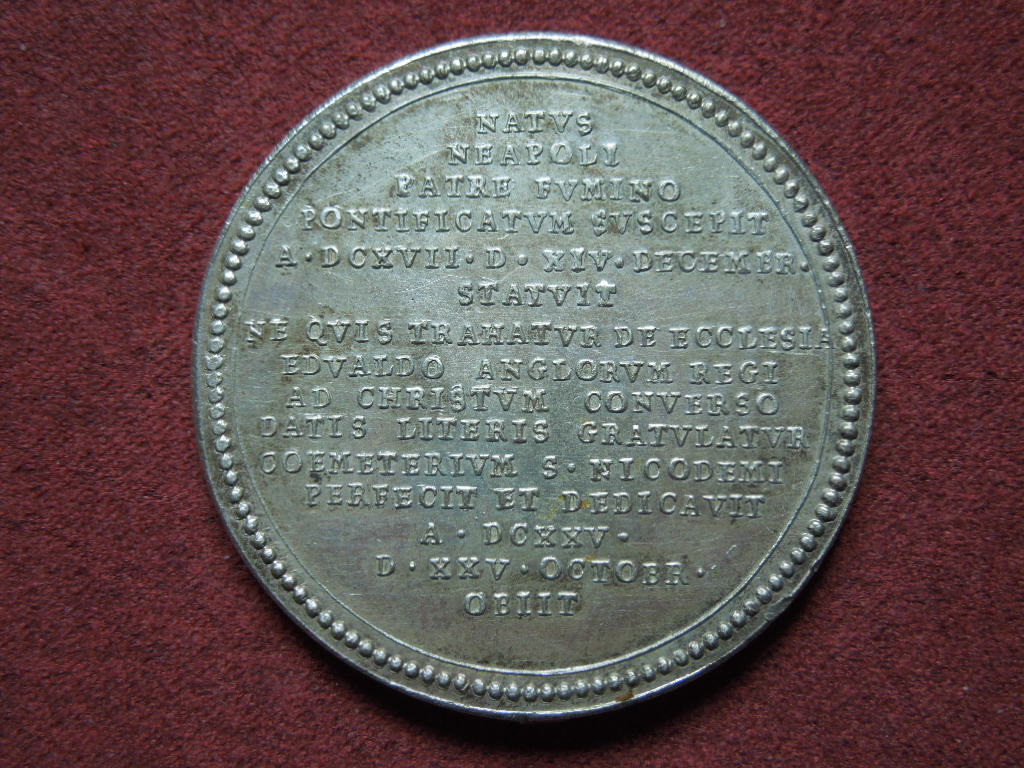 NATVS
NEAPOLI
PATRE FVMINO
PONTIFICATVM SVSCEPIT
A · DCXVII · D · XIV · DECEMBR ·
STATVIT
NE QVIS TRAHATVR DE ECCLESIA
EDVALDO ANGLORVM REGI
AD CHRISTVM CONVERSO
DATIS LITERIS GRATVLATVR
COEMETERIVM S · NICODEMI
PERFECIT ET DEDICAVIT
A · DCXXV ·
D · XXV · OCTOBR ·
OBIIT